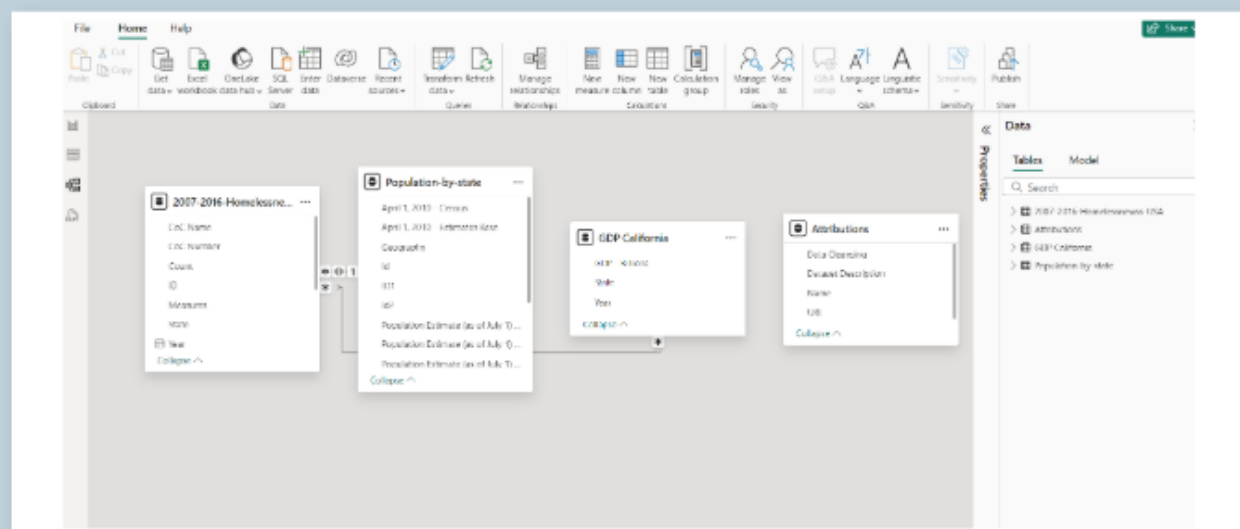 File Home Help
Share
Paste
Cut
Copy
Get data
Excel workbook
OneLake data hub
SQL Server
Enter data
Dataverse
Recent sources
Transform data
Refresh
Manage relationships
New measure
New column
New table
Calculation group
Manage roles
View as
Q&A setup
Language
Linguistic schema
Sensitivity
Publish
Clipboard Data Queries Relationships Calculations Security Q&A Sensitivity Share
2007-2016-Homelessne... ...
CoC Name
CoC Number
Count
ID
Measures
State
Year
Collapse
Population-by-state ...
April 1, 2010 - Census
April 1, 2010 - Estimates Base
Geography
Id
Id2
Population Estimate (as of July 1) ...
Population Estimate (as of July 1) ...
Population Estimate (as of July 1) ...
Collapse
GDP California ...
State
Year
Collapse
Attributions ...
Data Cleansing
Dataset Description
Name
Collapse
Properties
Data
Tables Model
Search
2007-2016-Homelessness-USA
Attributions
GDP California
Population-by-state